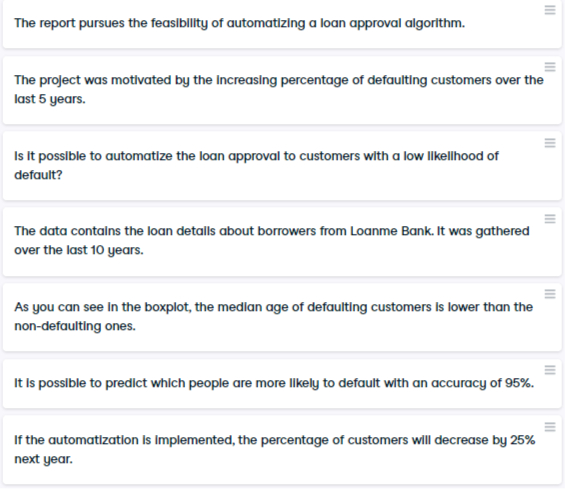 The report pursues the feasibility of automatizing a loan approval algorithm.
The project was motivated by the increasing percentage of defaulting customers over the
last 5 years.
Is it possible to automatize the loan approval to customers with a low likelihood of
default?
The data contains the loan details about borrowers from Loanme Bank. It was gathered
over the last 10 years.
As you can see in the boxplot, the median age of defaulting customers is lower than the
non-defaulting ones.
It is possible to predict which people are more likely to default with an accuracy of 95%.
If the automatization is implemented, the percentage of customers will decrease by 25%
next year.